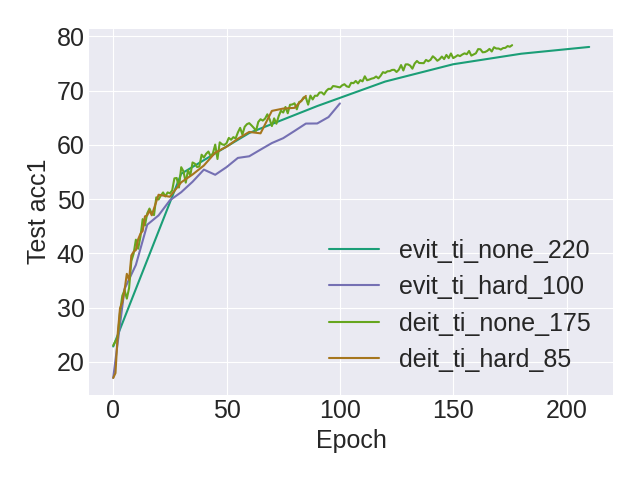 80
70
60
50
40
30
20
Test acc1
evit_ti_none_220
evit_ti_hard_100
deit_ti_none_175
deit_ti_hard_85
0 50 100 150 200
Epoch